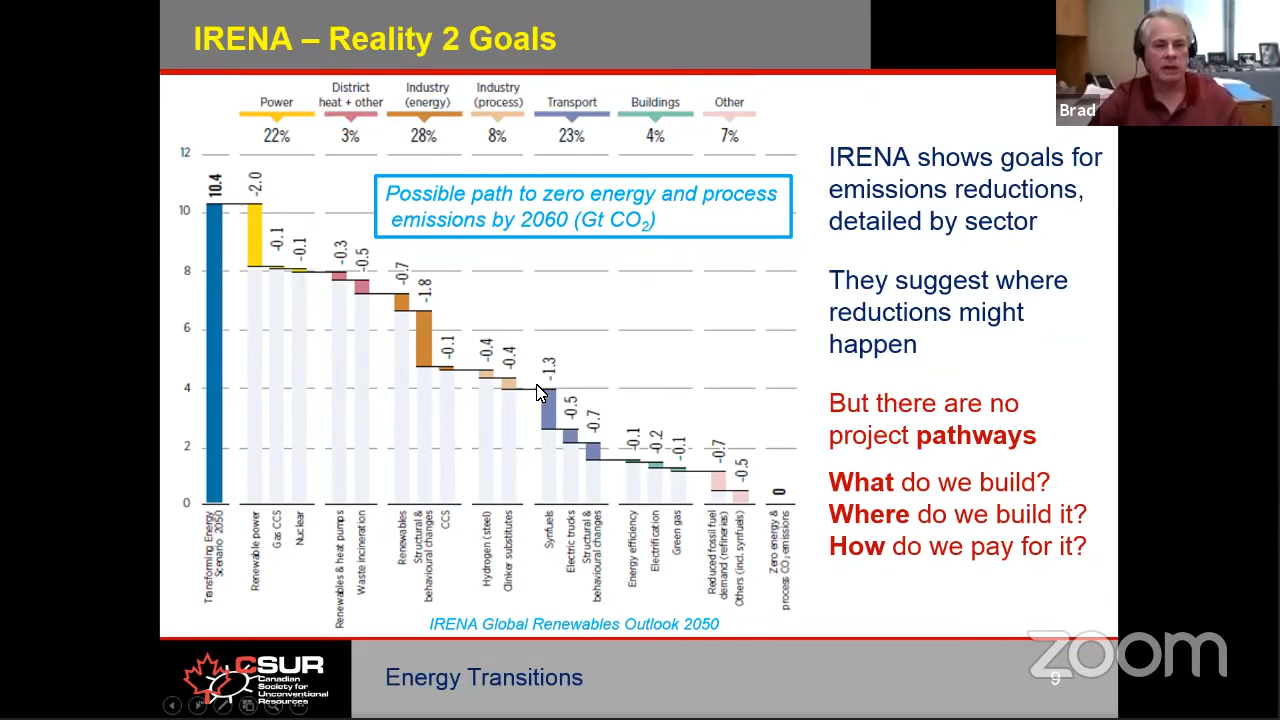 IRENA – Reality 2 Goals
Brad
Power
District
heat + other
Industry
(energy)
Industry
(process)
Transport
Buildings
Other
22%
3%
28%
8%
23%
4%
7%
12
10
8
6
4
2
0
Possible path to zero energy and process
emissions by 2060 (Gt CO₂)
10.4
-2.0
-0.1
-0.1
-0.3
-0.5
-0.7
-1.8
-0.1
-0.4
-0.4
-1.3
-0.5
-0.7
-0.1
-0.2
-0.1
-0.7
-0.5
0
Transforming Energy
Scenario 2050
Renewable power
Gas CCS
Nuclear
Renewables & heat pumps
Waste incineration
Renewables
Structural &
behavioural changes
CCS
Hydrogen (steel)
Clinker substitutes
Synfuels
Electric trucks
Structural &
behavioural changes
Energy efficiency
Electrification
Green gas
Reduced fossil fuel
demand (refineries)
Others (incl. synfuels)
Zero energy &
process CO₂ emissions
IRENA Global Renewables Outlook 2050
IRENA shows goals for
emissions reductions,
detailed by sector
They suggest where
reductions might
happen
But there are no
project pathways
What do we build?
Where do we build it?
How do we pay for it?
CSUR
Canadian
Society for
Unconventional
Resources
Energy Transitions
9
zoom